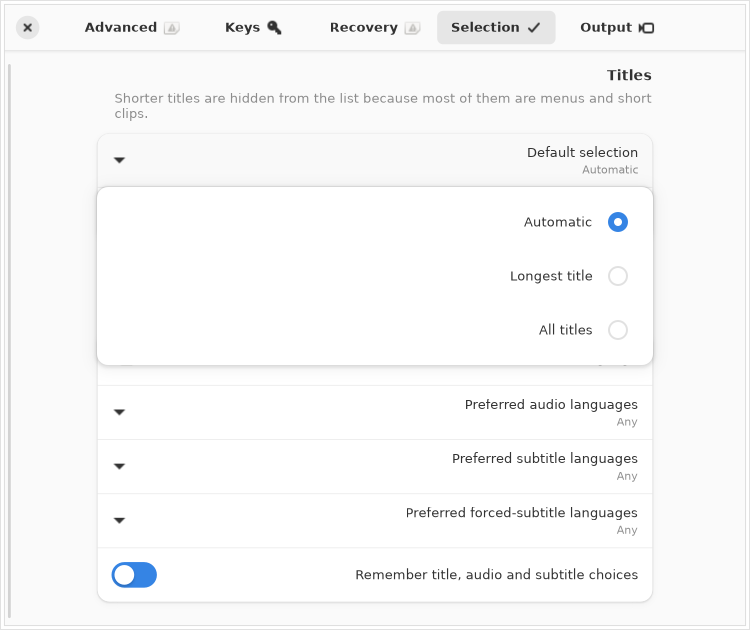 Advanced
Keys
Recovery
Selection
Output
Titles
Shorter titles are hidden from the list because most of them are menus and short
clips.
Default selection
Automatic
Automatic
Longest title
All titles
Preferred audio languages
Any
Preferred subtitle languages
Any
Preferred forced-subtitle languages
Any
Remember title, audio and subtitle choices